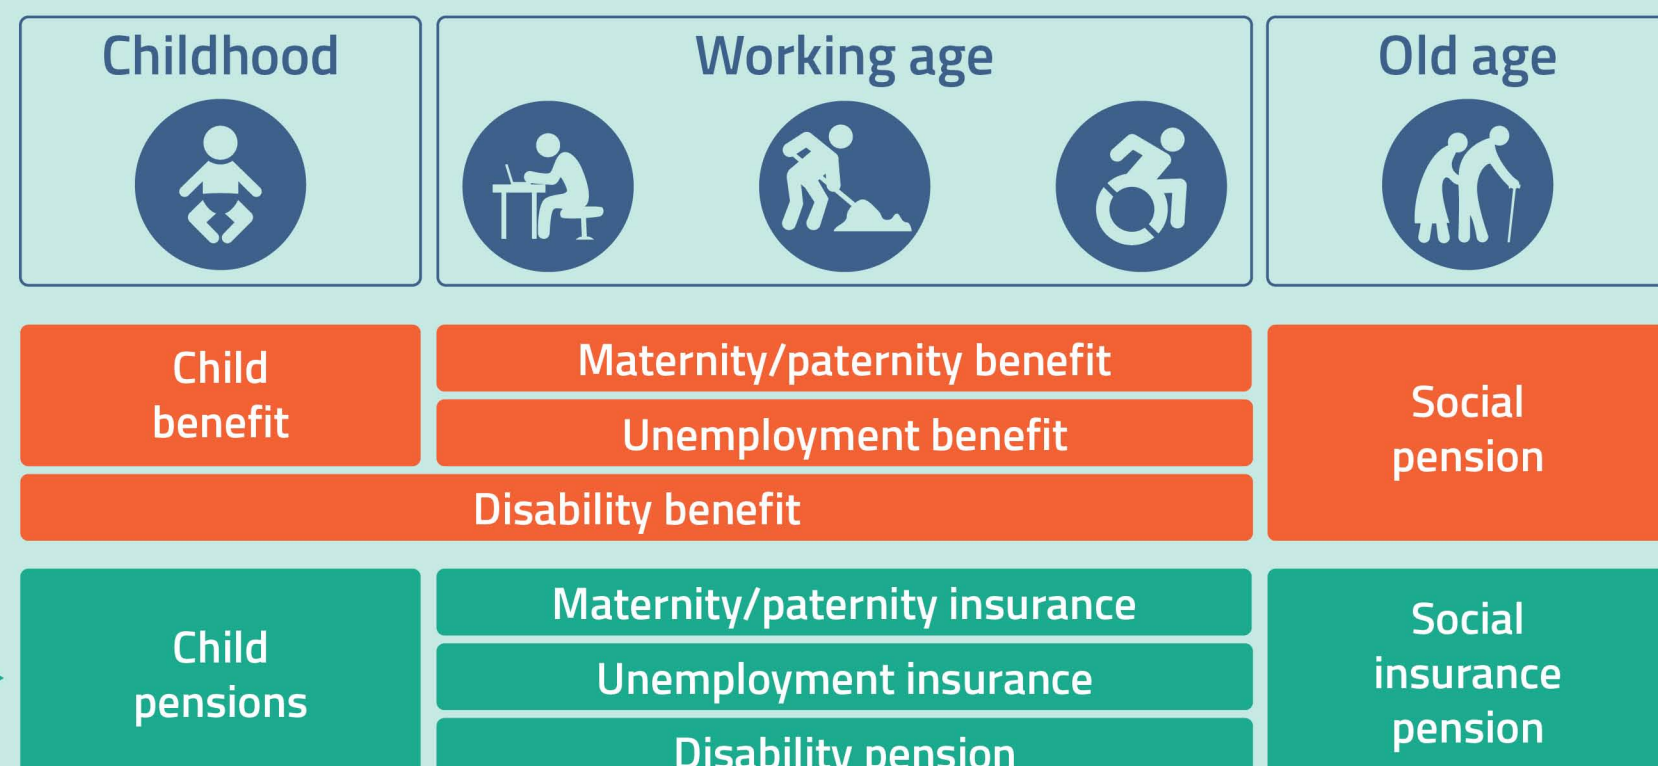 Childhood
Working age
Old age
Child
benefit
Maternity/paternity benefit
Unemployment benefit
Disability benefit
Social
pension
Child
pensions
Maternity/paternity insurance
Unemployment insurance
Disability pension
Social
insurance
pension